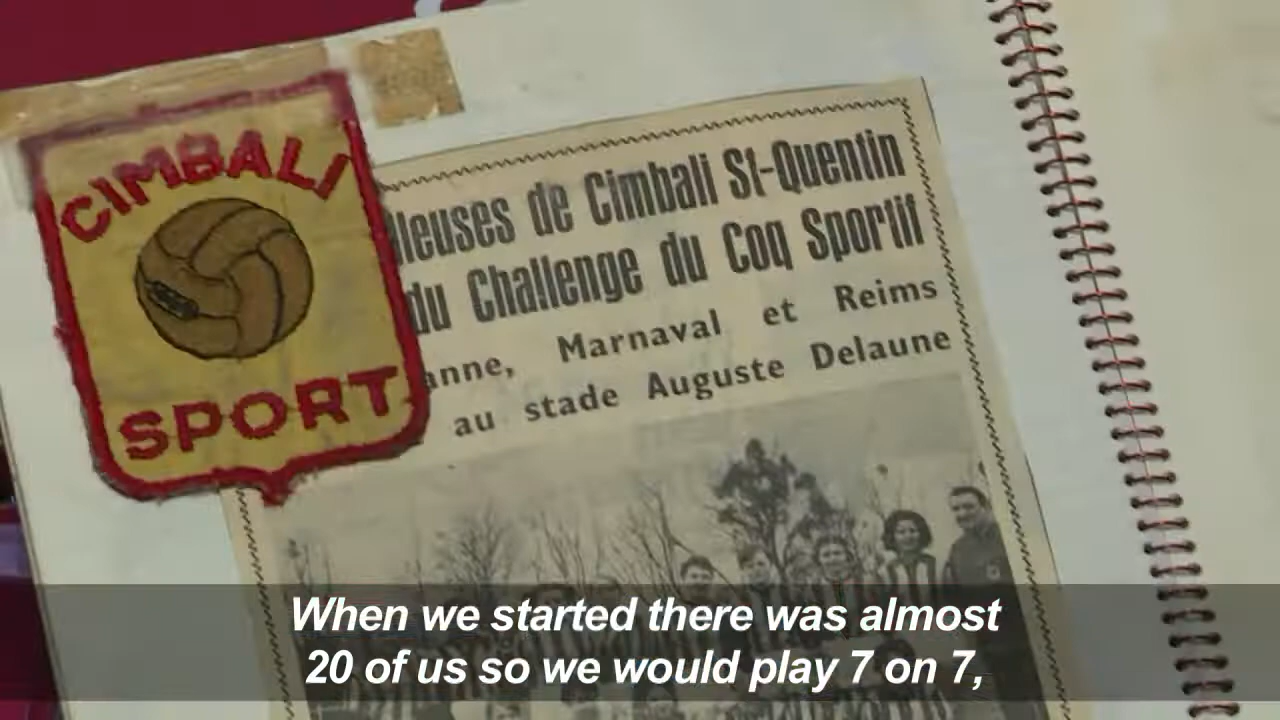 CIMBALI
SPORT
lleuses de Cimbali St-Quentin
du Challenge du Coq Sportif
anne, Marnaval et Reims
au stade Auguste Delaune
When we started there was almost
20 of us so we would play 7 on 7,